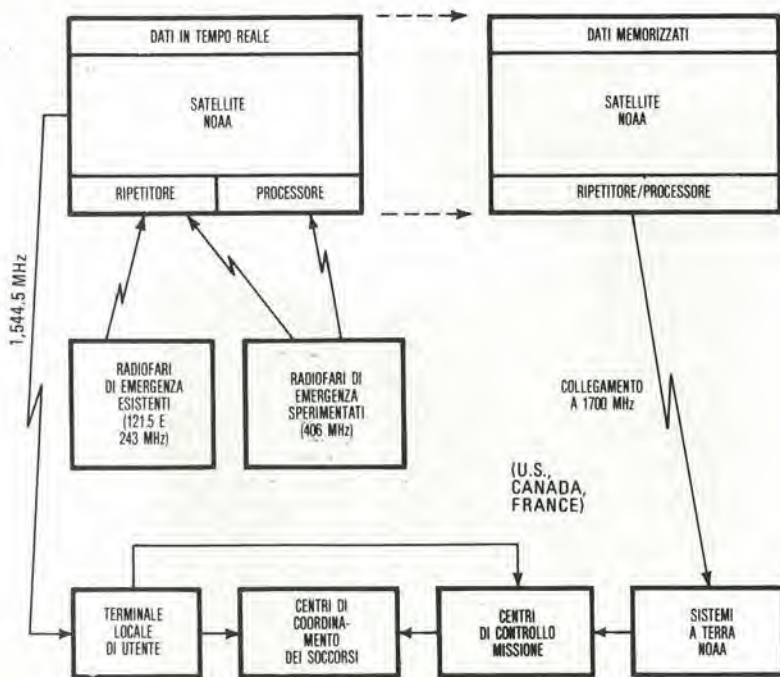 DATI IN TEMPO REALE
SATELLITE
NOAA
RIPETITORE
PROCESSORE
DATI MEMORIZZATI
SATELLITE
NOAA
RIPETITORE/PROCESSORE
1,544.5 MHz
RADIOFARI
DI EMERGENZA
ESISTENTI
(121.5 E
243 MHz)
RADIOFARI DI
EMERGENZA
SPERIMENTATI
(406 MHz)
COLLEGAMENTO
A 1700 MHz
(U.S.,
CANADA,
FRANCE)
TERMINALE
LOCALE
DI UTENTE
CENTRI DI
COORDINA-
MENTO
DEI SOCCORSI
CENTRI
DI CONTROLLO
MISSIONE
SISTEMI
A TERRA
NOAA